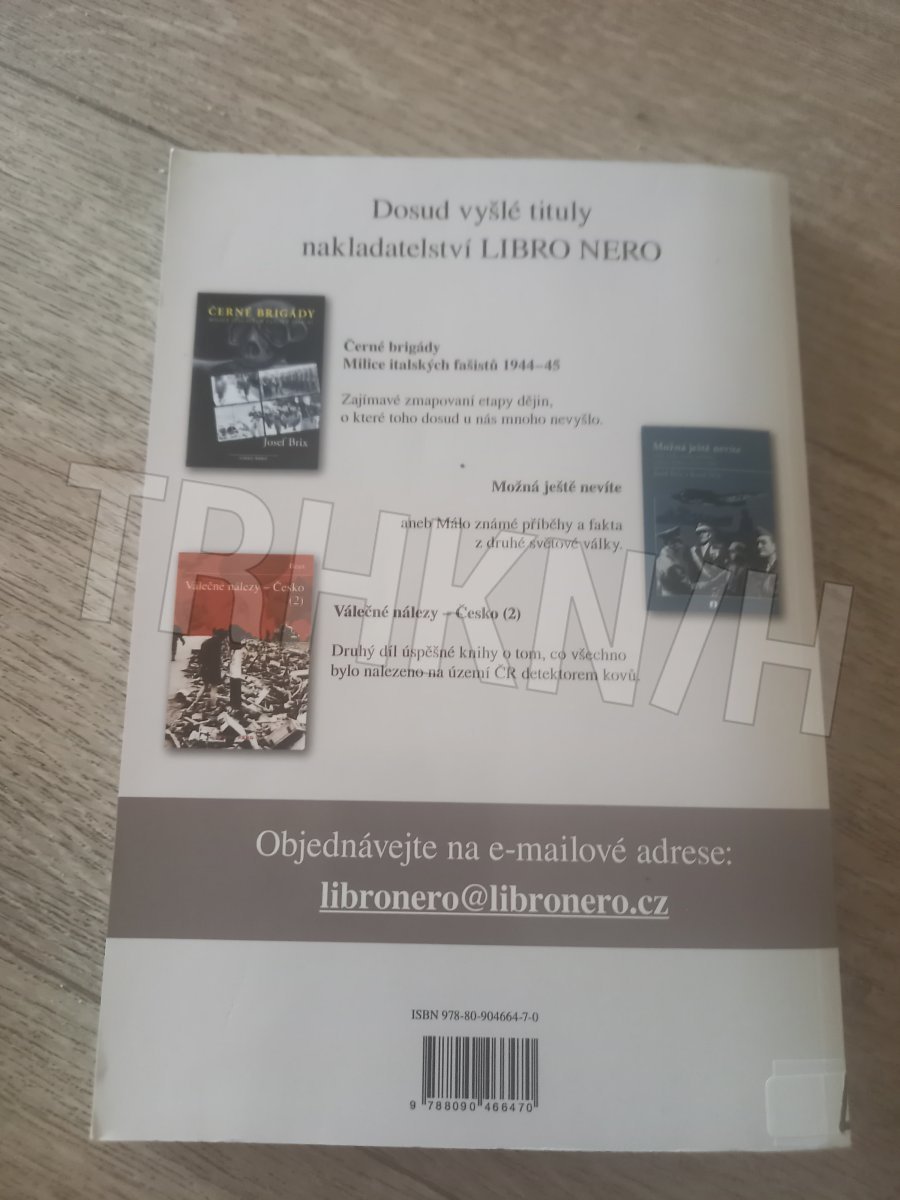 Dosud vyšlé tituly
nakladatelství LIBRO NERO
ČERNÉ BRIGÁDY
Josef Brix
Černé brigády
Milice italských fašistů 1944–45
Zajímavé zmapovaní etapy dějin,
o které toho dosud u nás mnoho nevyšlo.
Možná ještě nevíte
Možná ještě nevíte
aneb Málo známé příběhy a fakta
z druhé světové války.
TRHKNIH
Válečné nálezy – Česko
(2)
Válečné nálezy – Česko (2)
Druhý díl úspěšné knihy o tom, co všechno
bylo nalezeno na území ČR detektorem kovů.
Objednávejte na e-mailové adrese:
libronero@libronero.cz
ISBN 978-80-904664-7-0
9 788090 466470